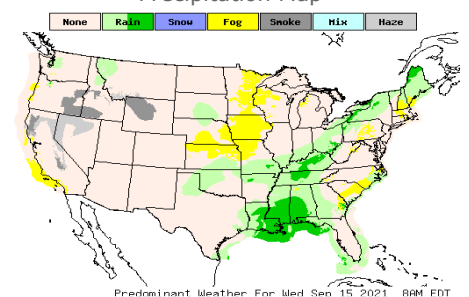 Precipitation Map
None Rain Snow Fog Smoke Mix Haze
Predominant Weather For Wed Sep 15 2021 8AM EDT